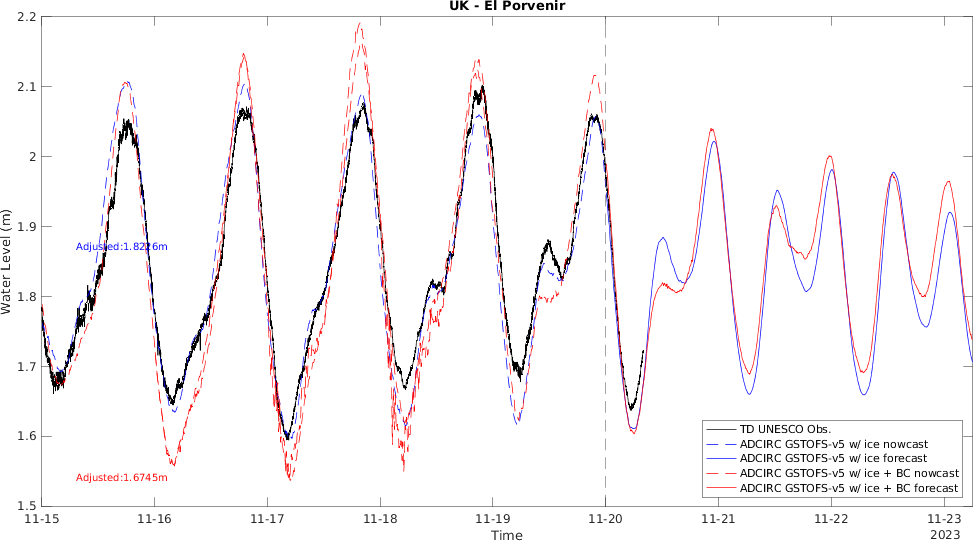 UK - El Porvenir
2.2
2.1
2
1.9
1.8
1.7
1.6
1.5
Water Level (m)
Adjusted:1.8226m
Adjusted:1.6745m
TD UNESCO Obs.
ADCIRC GSTOFS-v5 w/ ice nowcast
ADCIRC GSTOFS-v5 w/ ice forecast
ADCIRC GSTOFS-v5 w/ ice + BC nowcast
ADCIRC GSTOFS-v5 w/ ice + BC forecast
11-15 11-16 11-17 11-18 11-19 11-20 11-21 11-22 11-23
Time
2023